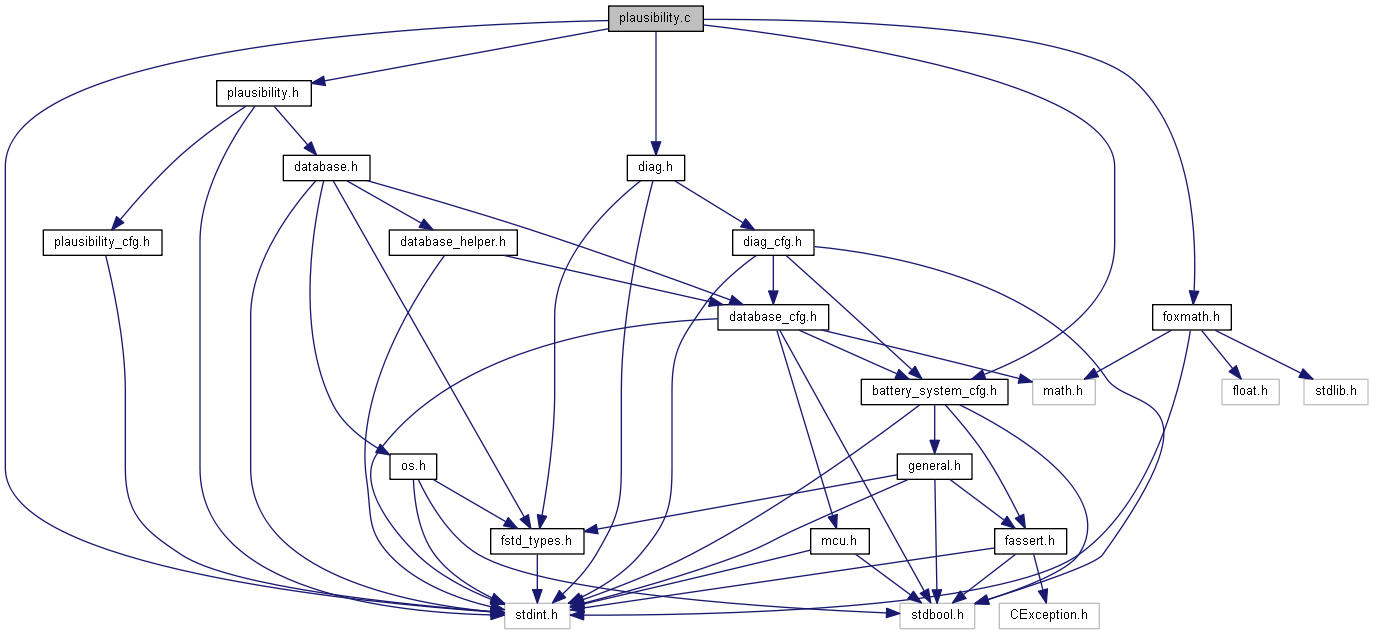 plausibility.c
plausibility.h
database.h
diag.h
plausibility_cfg.h
database_helper.h
diag_cfg.h
database_cfg.h
foxmath.h
battery_system_cfg.h
math.h
float.h
stdlib.h
os.h
general.h
fstd_types.h
mcu.h
fassert.h
stdint.h
stdbool.h
CException.h